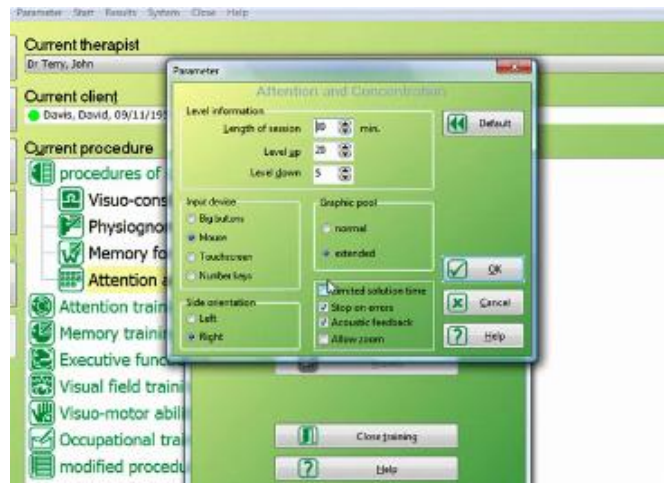 Parameter Start Results System Close Help
Current therapist
Dr Terry, John
Current client
Davis, David, 09/11/19
Current procedure
procedures of
Visuo-cons
Physiogno
Memory fo
Attention a
Attention train
Memory training
Executive func
Visual field traini
Visuo-motor abili
Occupational trai
modified procedu
Parameter
Attention and Concentration
Level information
Length of session min.
Level up 20
Level down 5
Default
Input device
Big buttons
Mouse
Touchscreen
Number keys
Graphic pool
normal
extended
Side orientation
Left
Right
Limited solution time
Stop on errors
Acoustic feedback
Allow zoom
OK
Cancel
Help
Close training
Help